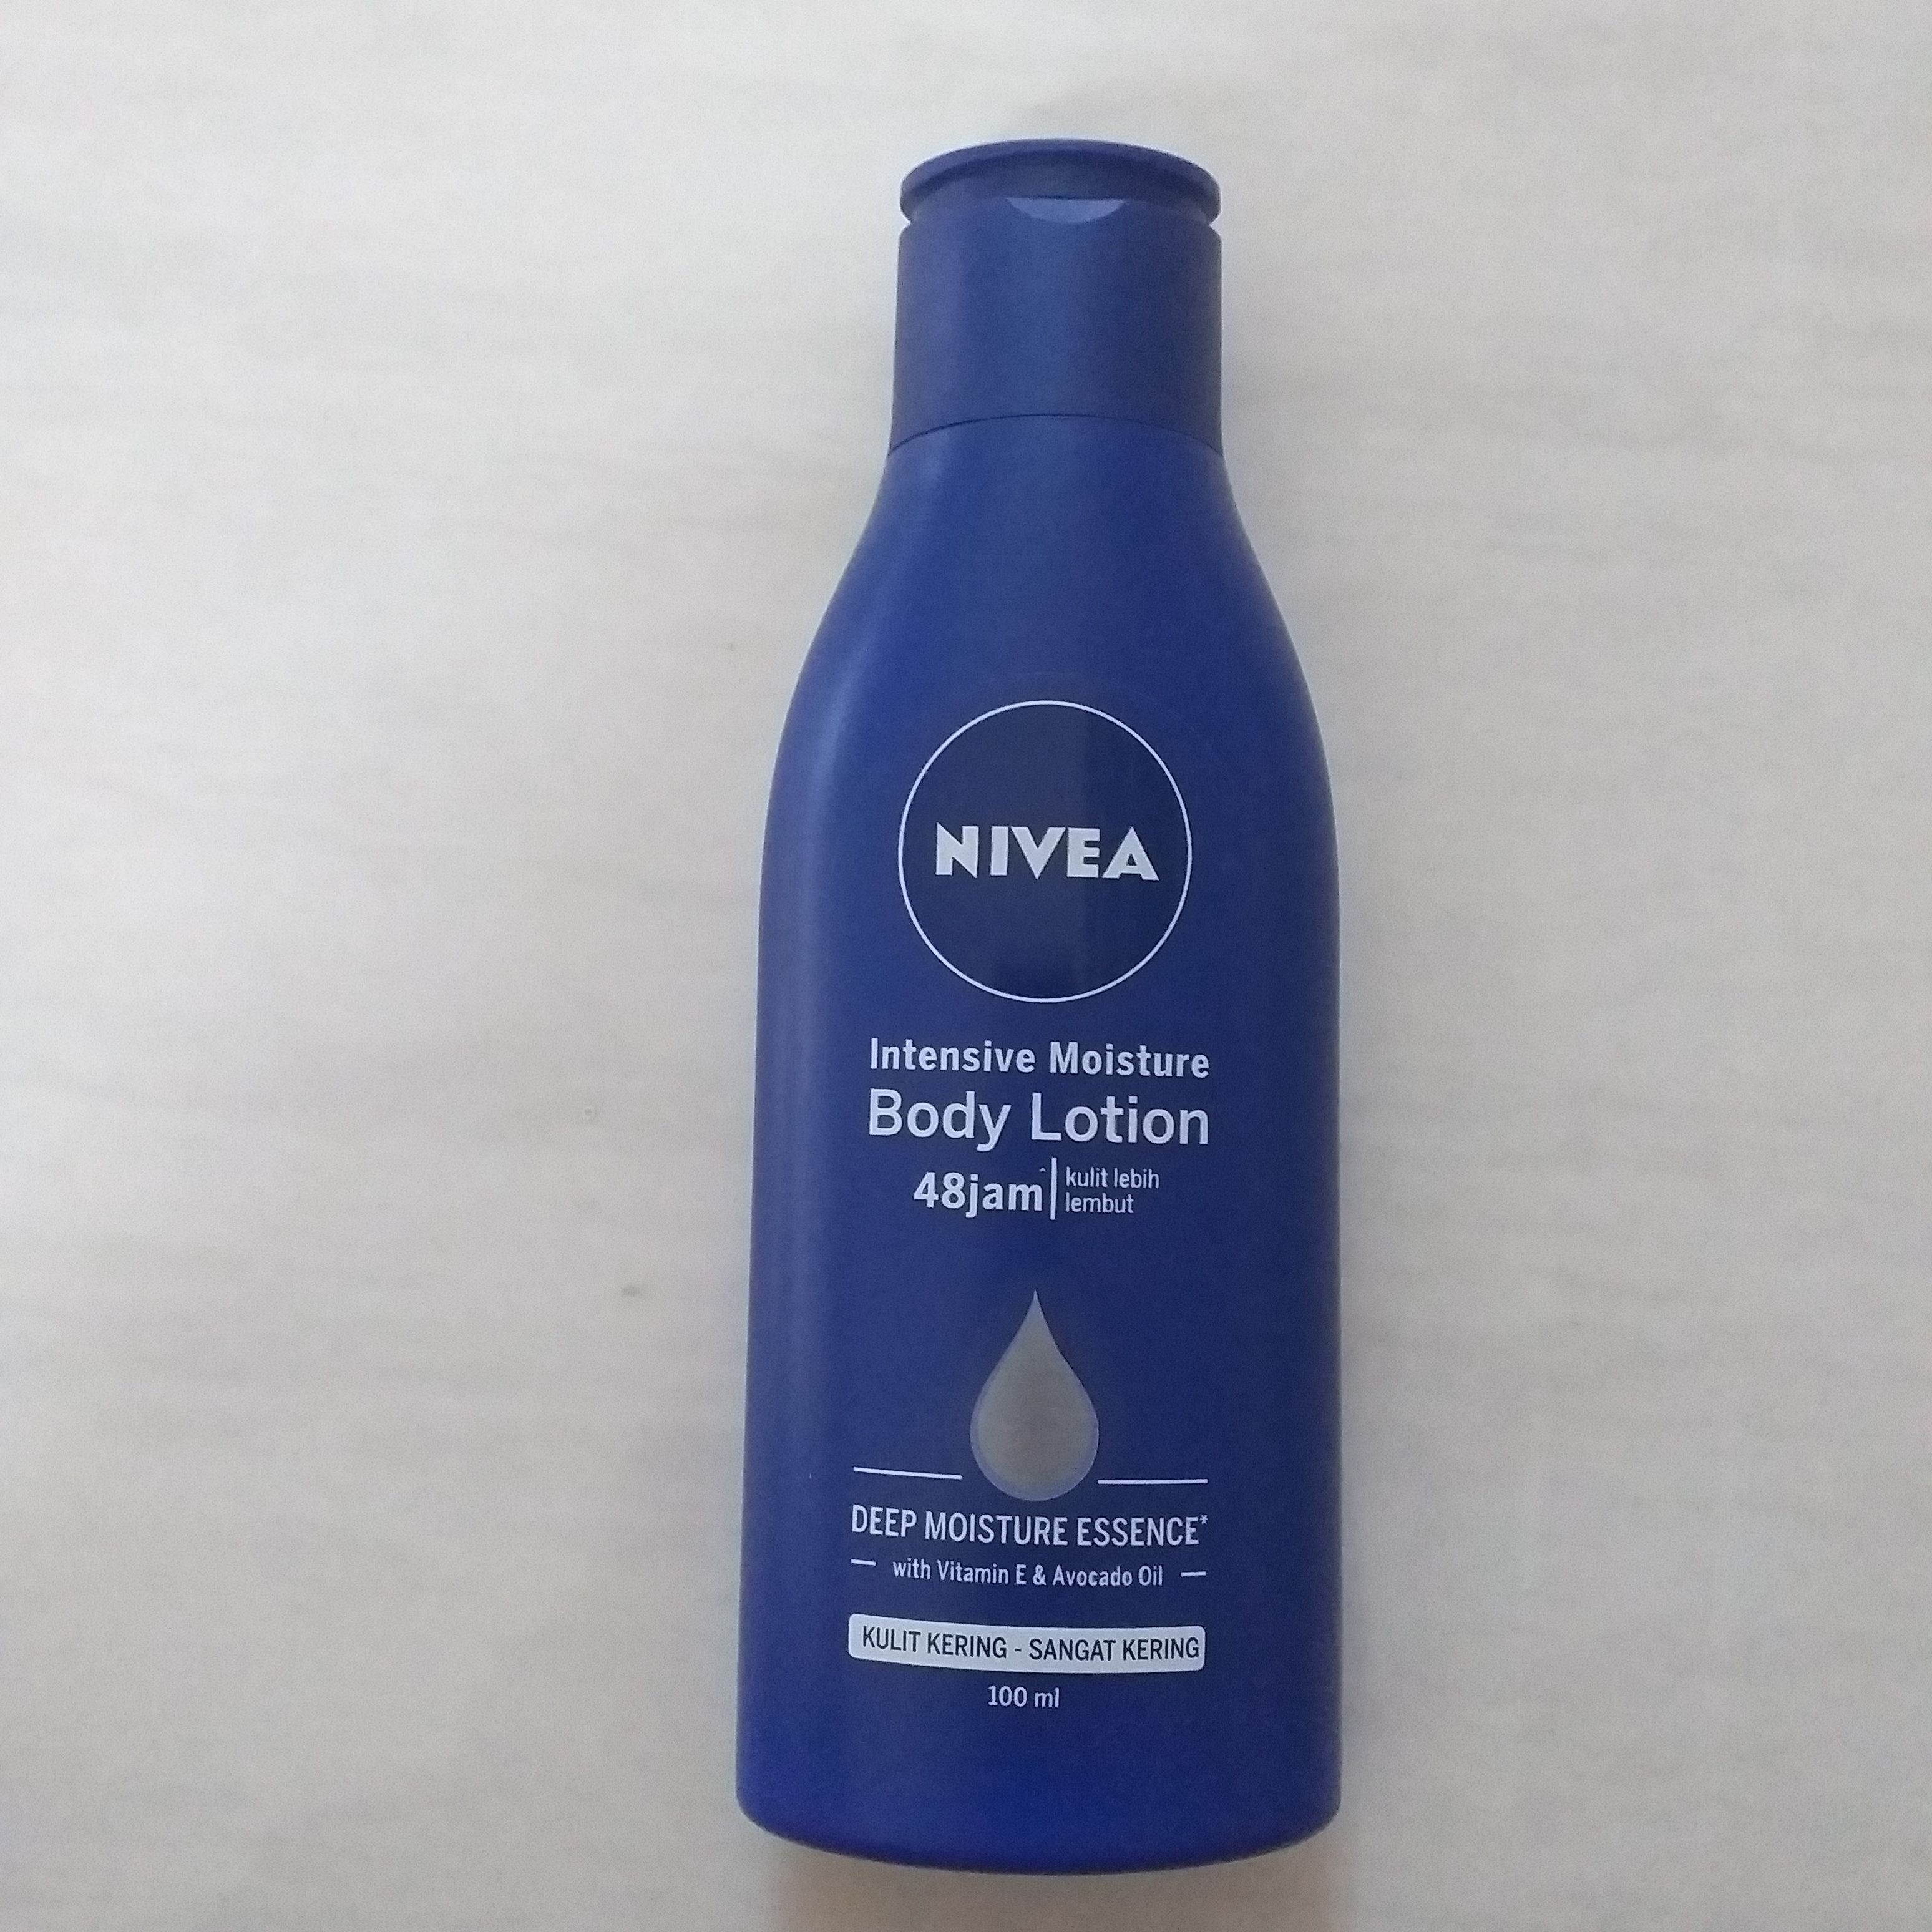 NIVEA
Intensive Moisture
Body Lotion
48jam^
kulit lebih
lembut
DEEP MOISTURE ESSENCE*
with Vitamin E & Avocado Oil
KULIT KERING - SANGAT KERING
100 ml